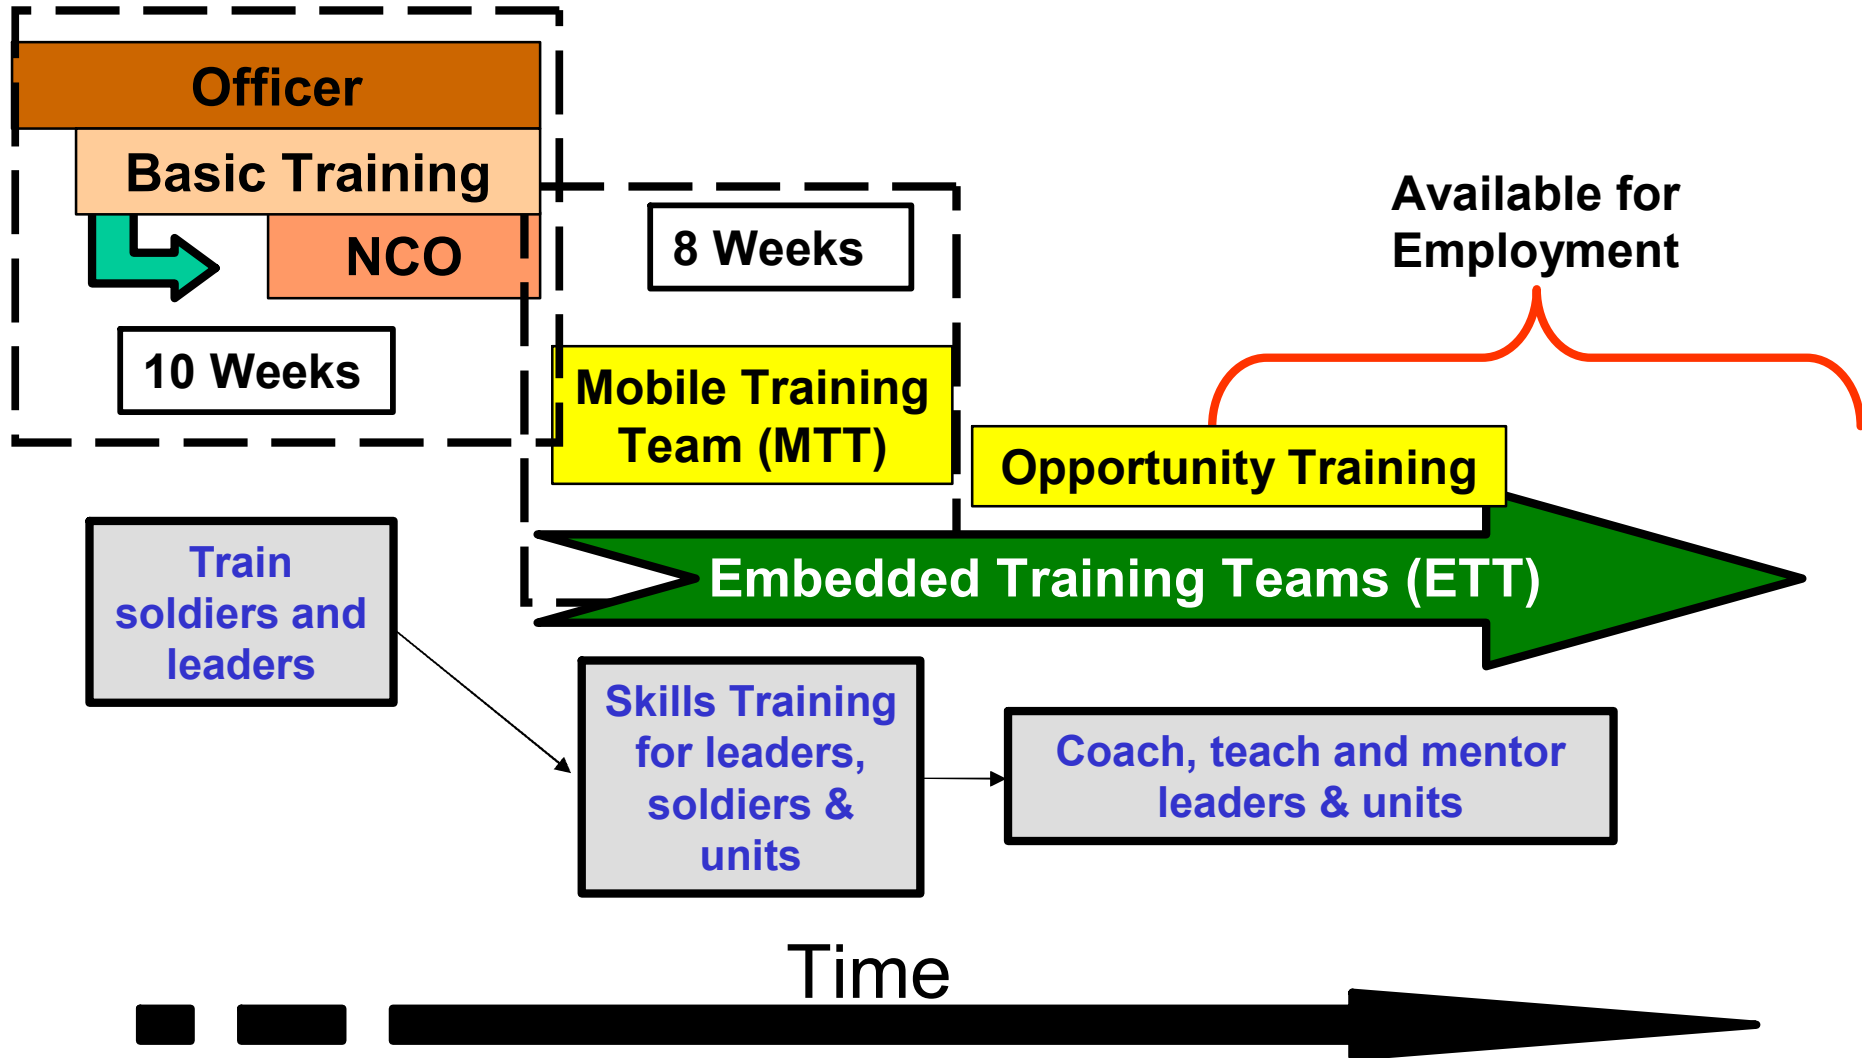 Officer
Basic Training
NCO
10 Weeks
8 Weeks
Mobile Training
Team (MTT)
Available for
Employment
Opportunity Training
Embedded Training Teams (ETT)
Train
soldiers and
leaders
Skills Training
for leaders,
soldiers &
units
Coach, teach and mentor
leaders & units
Time